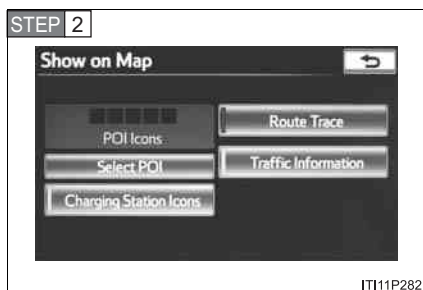 STEP 2
Show on Map
POI Icons
Route Trace
Select POI
Traffic Information
Charging Station Icons
ITI11P282